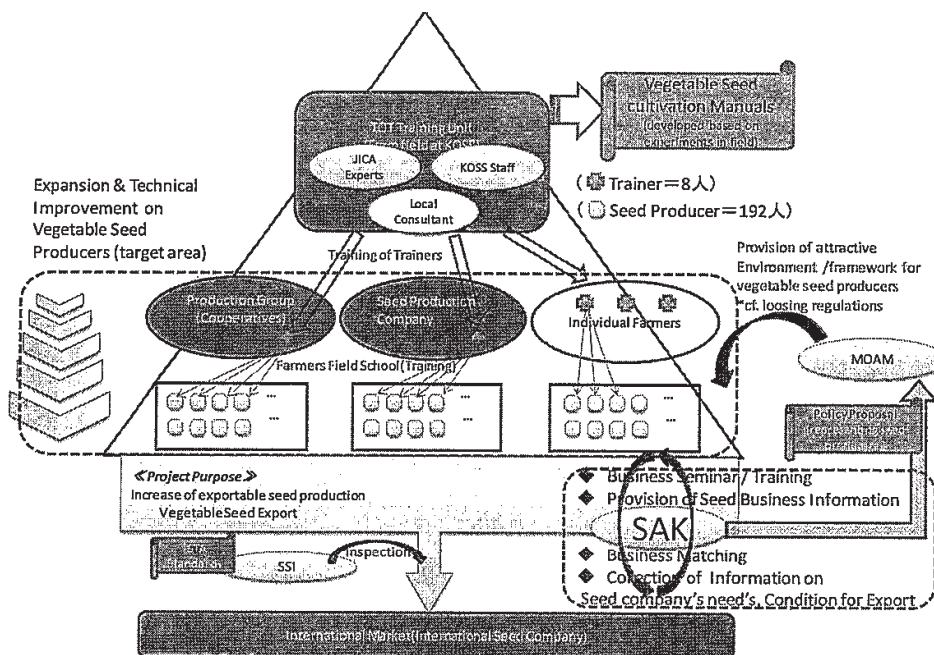 Vegetable Seed
cultivation Manuals
(developed based on
experiments in field)
TOT Training Unit
JICA
Experts
KOSS Staff
Local
Consultant
(Trainer=8人)
(Seed Producer=192人)
Expansion & Technical
Improvement on
Vegetable Seed
Producers (target area)
Training of Trainers
Provision of attractive
Environment /framework for
vegetable seed producers
*cf. loosing regulations
Production Group
(Cooperatives)
Seed Production
Company
Individual Farmers
MOAM
Farmers Field School(Training)
...
...
...
...
...
...
Policy Proposal
≪Project Purpose≫
Increase of exportable seed production
Vegetable Seed Export
Business Seminar / Training
Provision of Seed Business Information
SAK
Business Matching
Collection of Information on
Seed company's need's, Condition for Export
SSI
Inspection
International Market(International Seed Company)